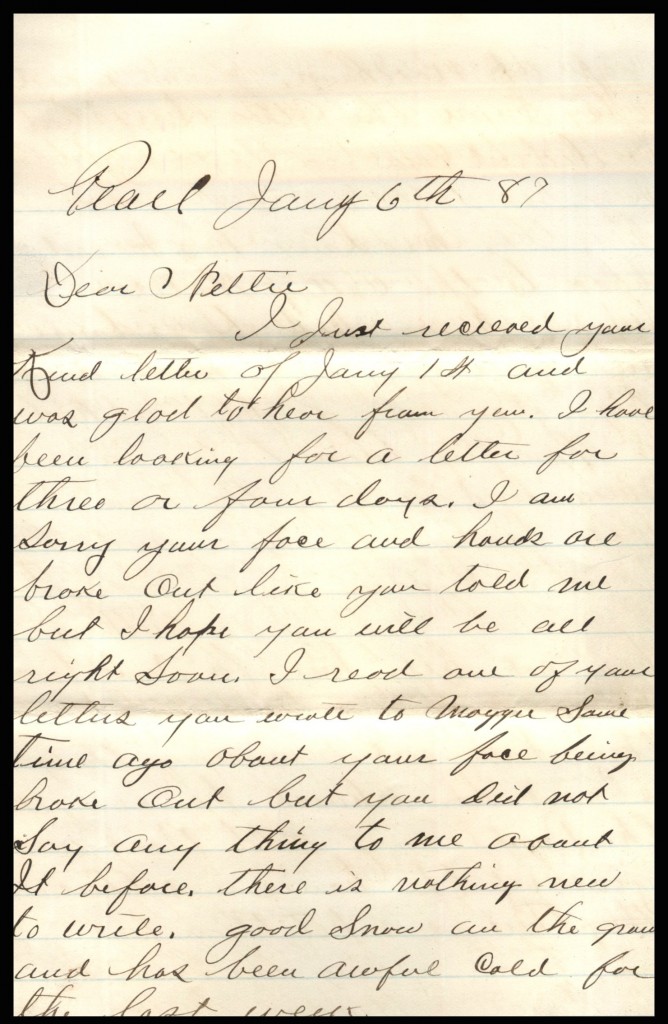 Pearl Jany 6th 87
Dear Nettie
I Just recieved your
Kind letter of Jany 14 and
was glad to hear from you. I have
been looking for a letter for
three or four days. I am
Sorry your face and hands are
broke Out like you told me
but I hope you will be all
right Soon. I read one of your
letters you wrote to Maggie Some
time ago about your face being
broke Out but you did not
Say any thing to me about
It before. there is nothing new
to write. good Snow on the groun
and has been awful Cold for
the last week.